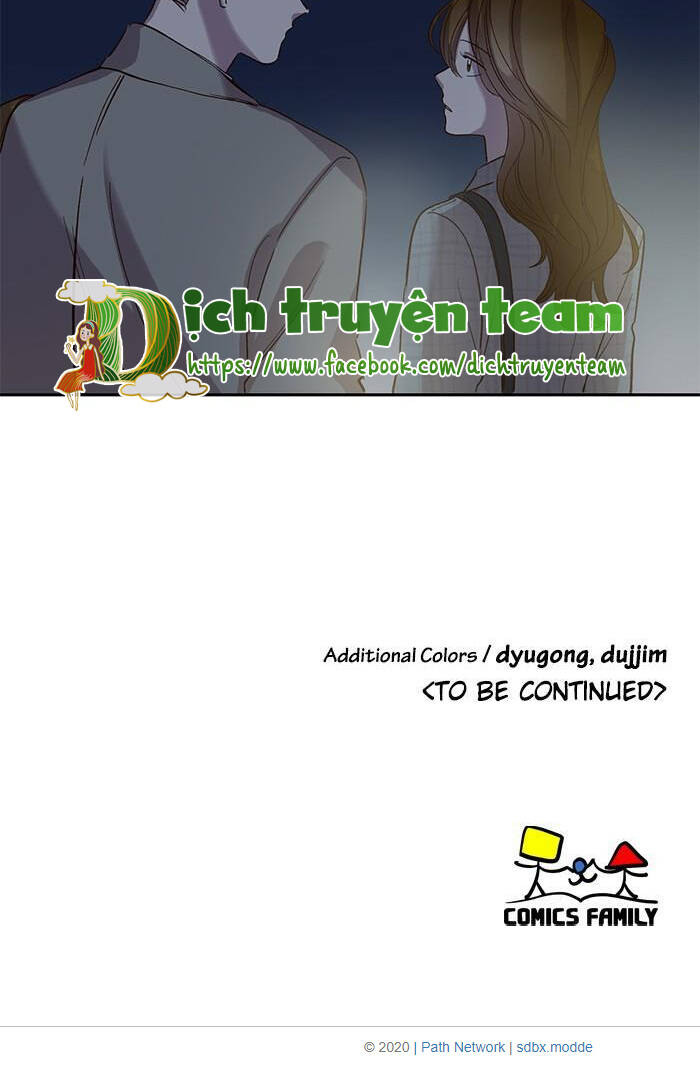 Dịch truyện team
https://www.facebook.com/dichtruyenteam
Additional Colors / dyugong, dujjim
<TO BE CONTINUED>
COMICS FAMILY
© 2020 | Path Network | sdbx.modde